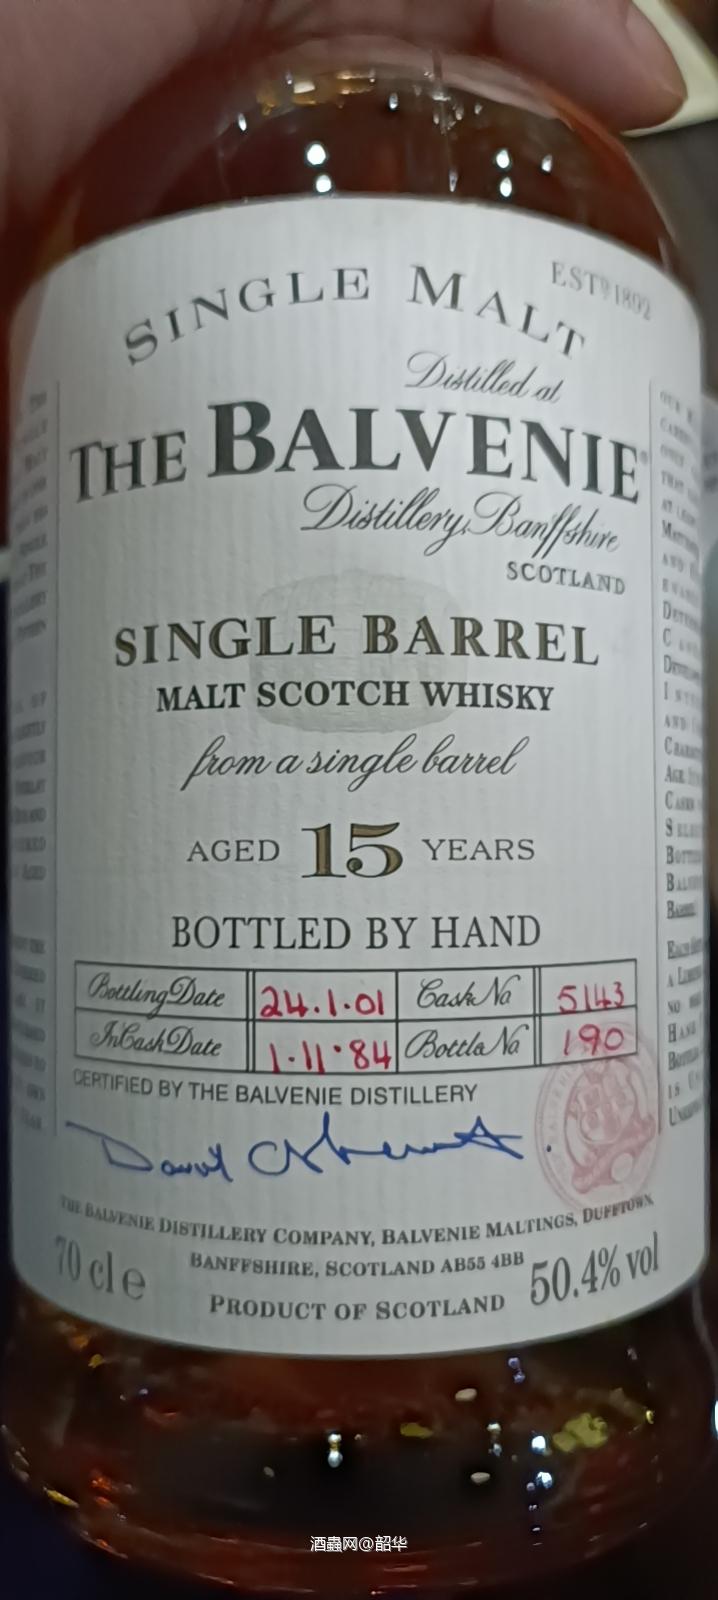 ESTD 1892
SINGLE MALT
Distilled at
THE BALVENIE®
Distillery, Banffshire
SCOTLAND
SINGLE BARREL
MALT SCOTCH WHISKY
from a single barrel
AGED 15 YEARS
BOTTLED BY HAND
Bottling Date 24.1.01 Cask No 5143
In Cask Date 1.11.84 Bottle No 190
CERTIFIED BY THE BALVENIE DISTILLERY
THE BALVENIE DISTILLERY COMPANY, BALVENIE MALTINGS, DUFFTOWN,
BANFFSHIRE, SCOTLAND AB55 4BB
70 cl e
50.4% vol
PRODUCT OF SCOTLAND
酒蟲网@韶华